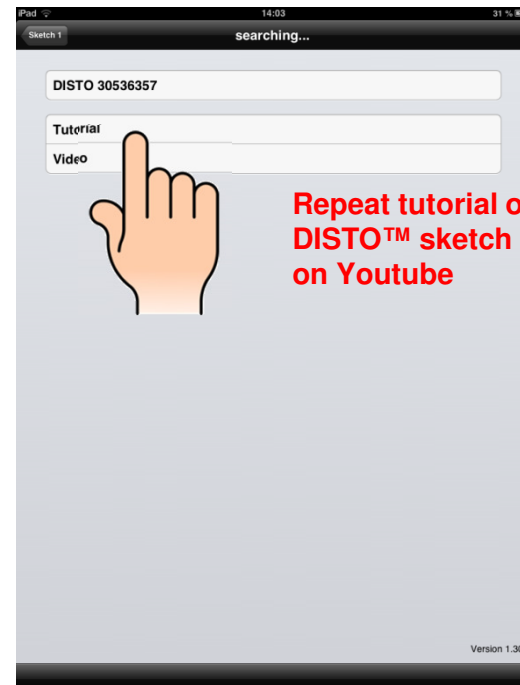 iPad 14:03 31 %
Sketch 1 searching...
DISTO 30536357
Tutorial
Video
Repeat tutorial o
DISTO™ sketch
on Youtube
Version 1.30